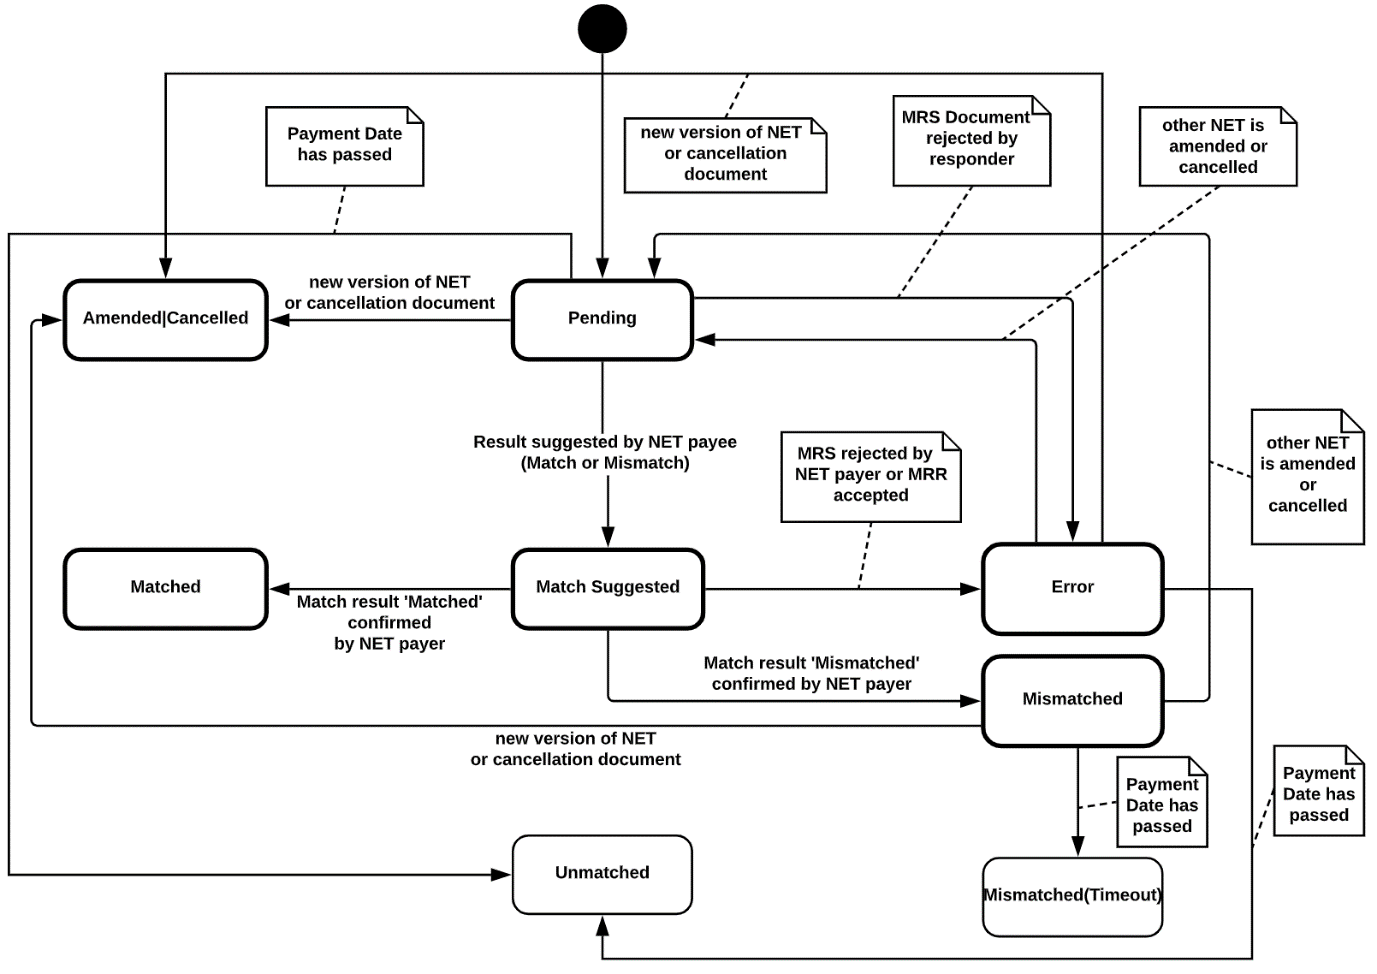 Payment Date
has passed
new version of NET
or cancellation
document
MRS Document
rejected by
responder
other NET is
amended or
cancelled
new version of NET
or cancellation document
Amended|Cancelled
Pending
Result suggested by NET payee
(Match or Mismatch)
MRS rejected by
NET payer or MRR
accepted
other NET
is amended
or
cancelled
Matched
Match Suggested
Error
Match result 'Matched'
confirmed
by NET payer
Match result 'Mismatched'
confirmed by NET payer
Mismatched
new version of NET
or cancellation document
Payment
Date has
passed
Payment
Date has
passed
Unmatched
Mismatched(Timeout)